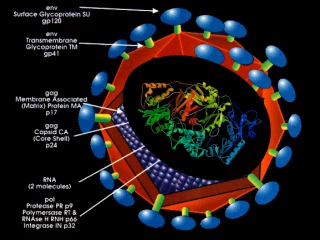 env
Surface Glycoprotein SU
gp120
env
Transmembrane
Glycoprotein TM
gp41
gag
Membrane Associated
(Matrix) Protein MA
p17
gag
Capsid CA
(Core Shell)
p24
RNA
(2 molecules)
pol
Protease PR p9
Polymersase RT &
RNAse H RNH p66
Integrase IN p32